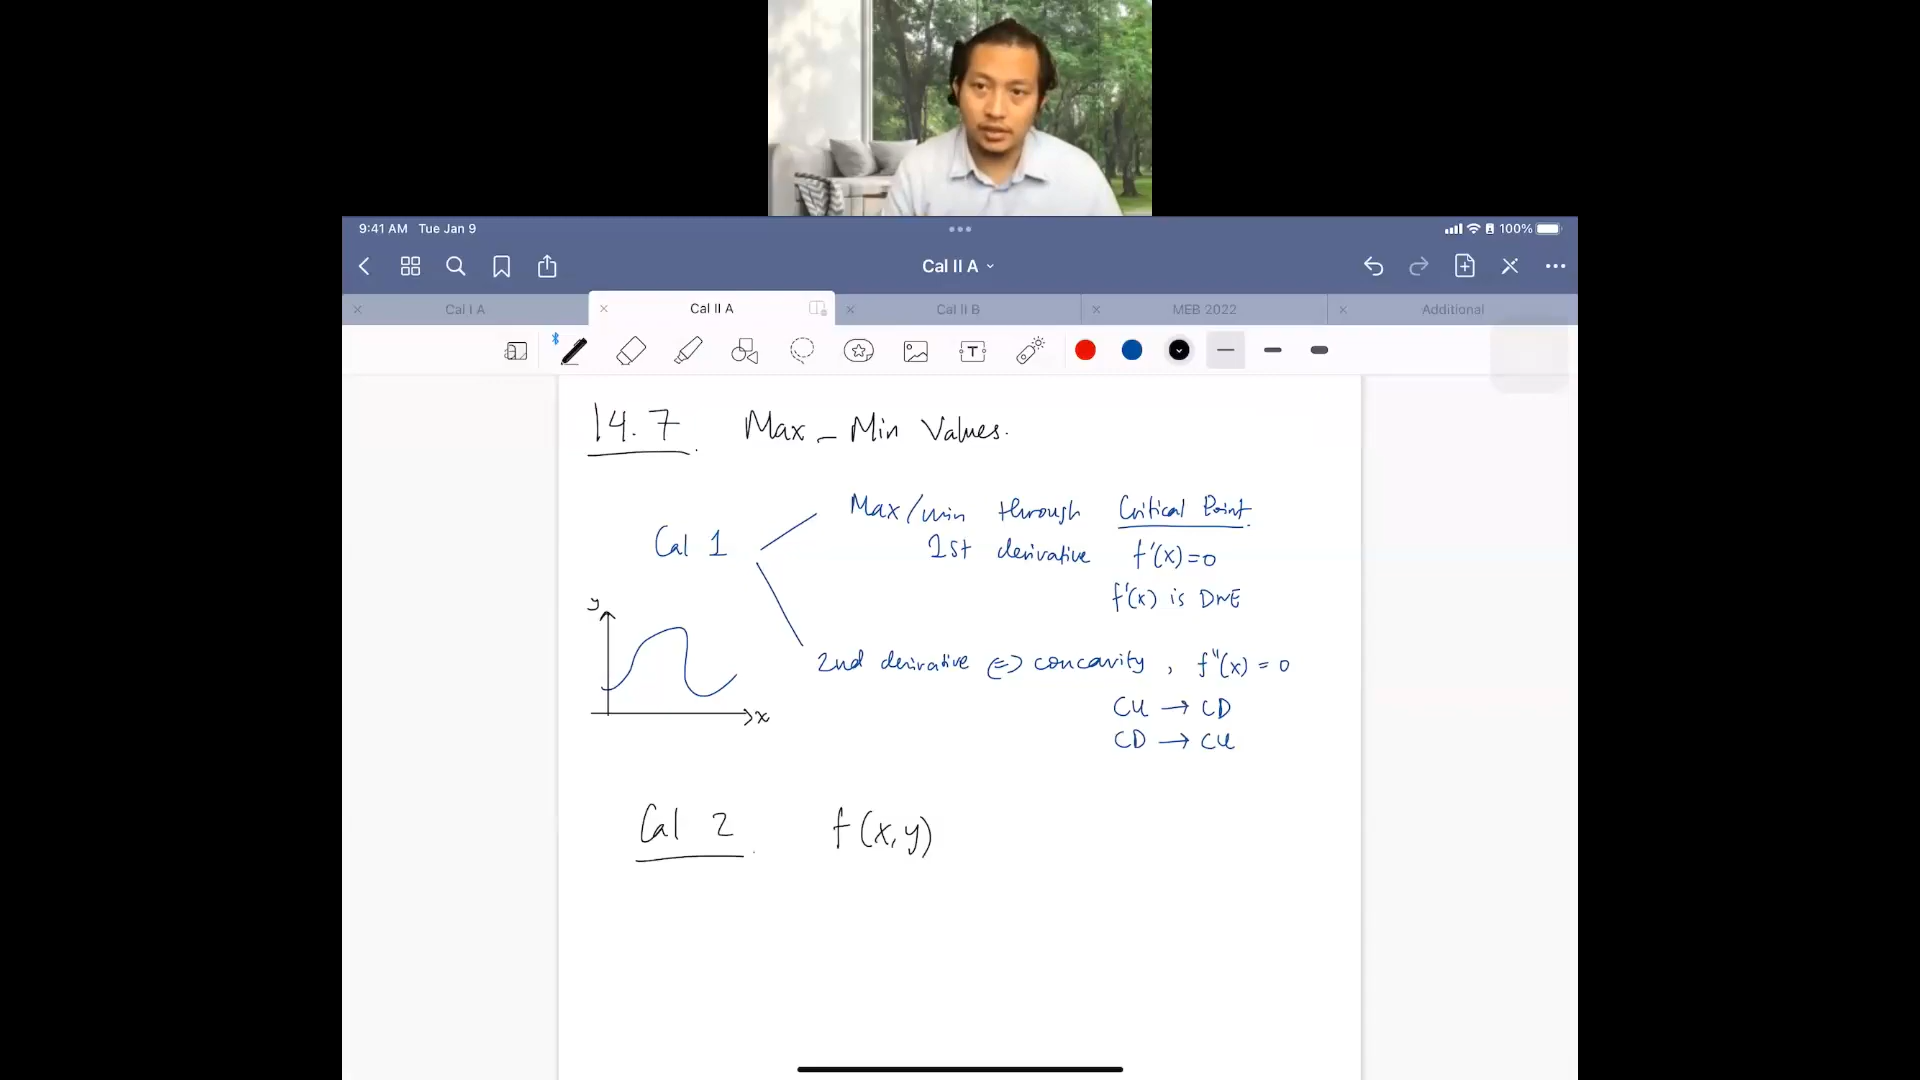 9:41 AM Tue Jan 9
100%
Cal II A
Cal I A
Cal II A
Cal II B
MEB 2022
Additional
T
14.7 Max - Min Values.
Max/min through Critical Point.
Cal 1
1st derivative f'(x)=0
f'(x) is DNE
y
2nd derivative <=> concavity, f"(x) = 0
x
CU → CD
CD → CU
Cal 2 f(x,y)